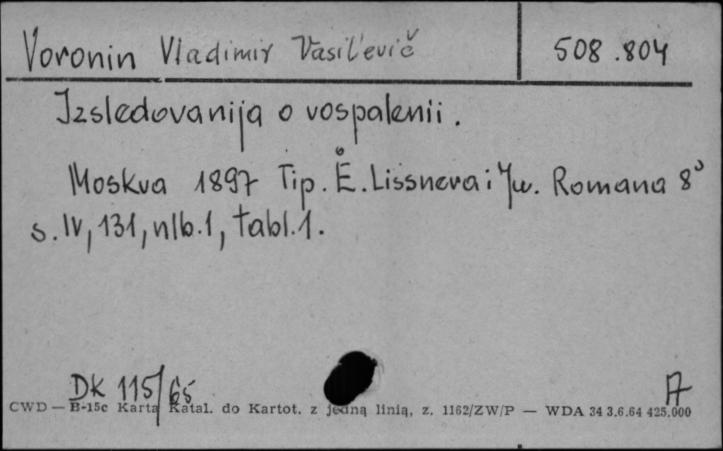 Voronin Vladimir Vasil'evič 508.804
Izsledovanija o vospalenii.
Moskva 1897 Tip. E̊. Lissnera i Ju. Romana 8°
s. IV, 131, nlb. 1, tabl. 1.
DK 115/65 A
CWD — B-15c Karta Katal. do Kartot. z jedną linią, z. 1162/ZW/P — WDA 34 3.6.64 425.000